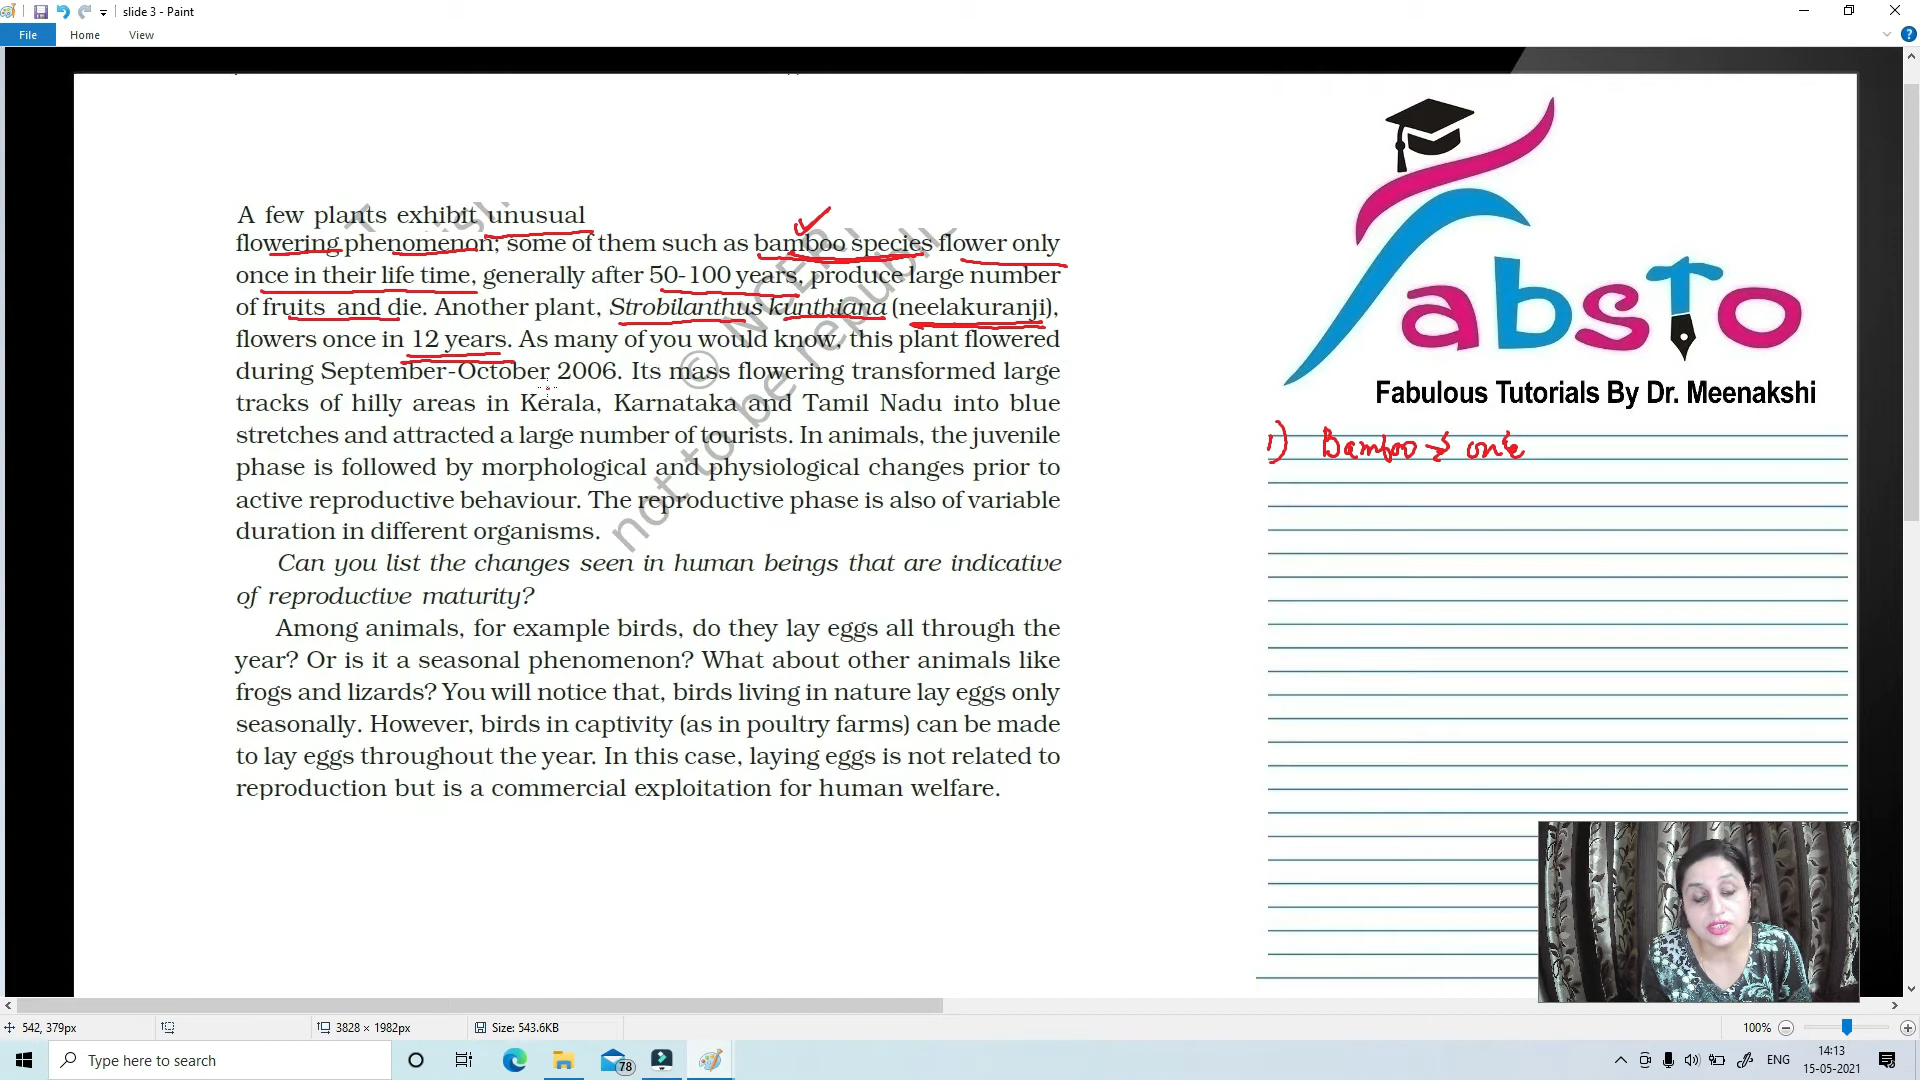 slide 3 - Paint
File Home View
A few plants exhibit unusual
flowering phenomenon; some of them such as bamboo species flower only
once in their life time, generally after 50-100 years, produce large number
of fruits and die. Another plant, Strobilanthus kunthiana (neelakuranji),
flowers once in 12 years. As many of you would know, this plant flowered
during September-October 2006. Its mass flowering transformed large
tracks of hilly areas in Kerala, Karnataka and Tamil Nadu into blue
stretches and attracted a large number of tourists. In animals, the juvenile
phase is followed by morphological and physiological changes prior to
active reproductive behaviour. The reproductive phase is also of variable
duration in different organisms.
Can you list the changes seen in human beings that are indicative
of reproductive maturity?
Among animals, for example birds, do they lay eggs all through the
year? Or is it a seasonal phenomenon? What about other animals like
frogs and lizards? You will notice that, birds living in nature lay eggs only
seasonally. However, birds in captivity (as in poultry farms) can be made
to lay eggs throughout the year. In this case, laying eggs is not related to
reproduction but is a commercial exploitation for human welfare.
© NCERT
not to be republi
absTo
Fabulous Tutorials By Dr. Meenakshi
1) Bamboo → once
542, 379px 3828 × 1982px Size: 543.6KB 100%
Type here to search 78 ENG 14:13
15-05-2021